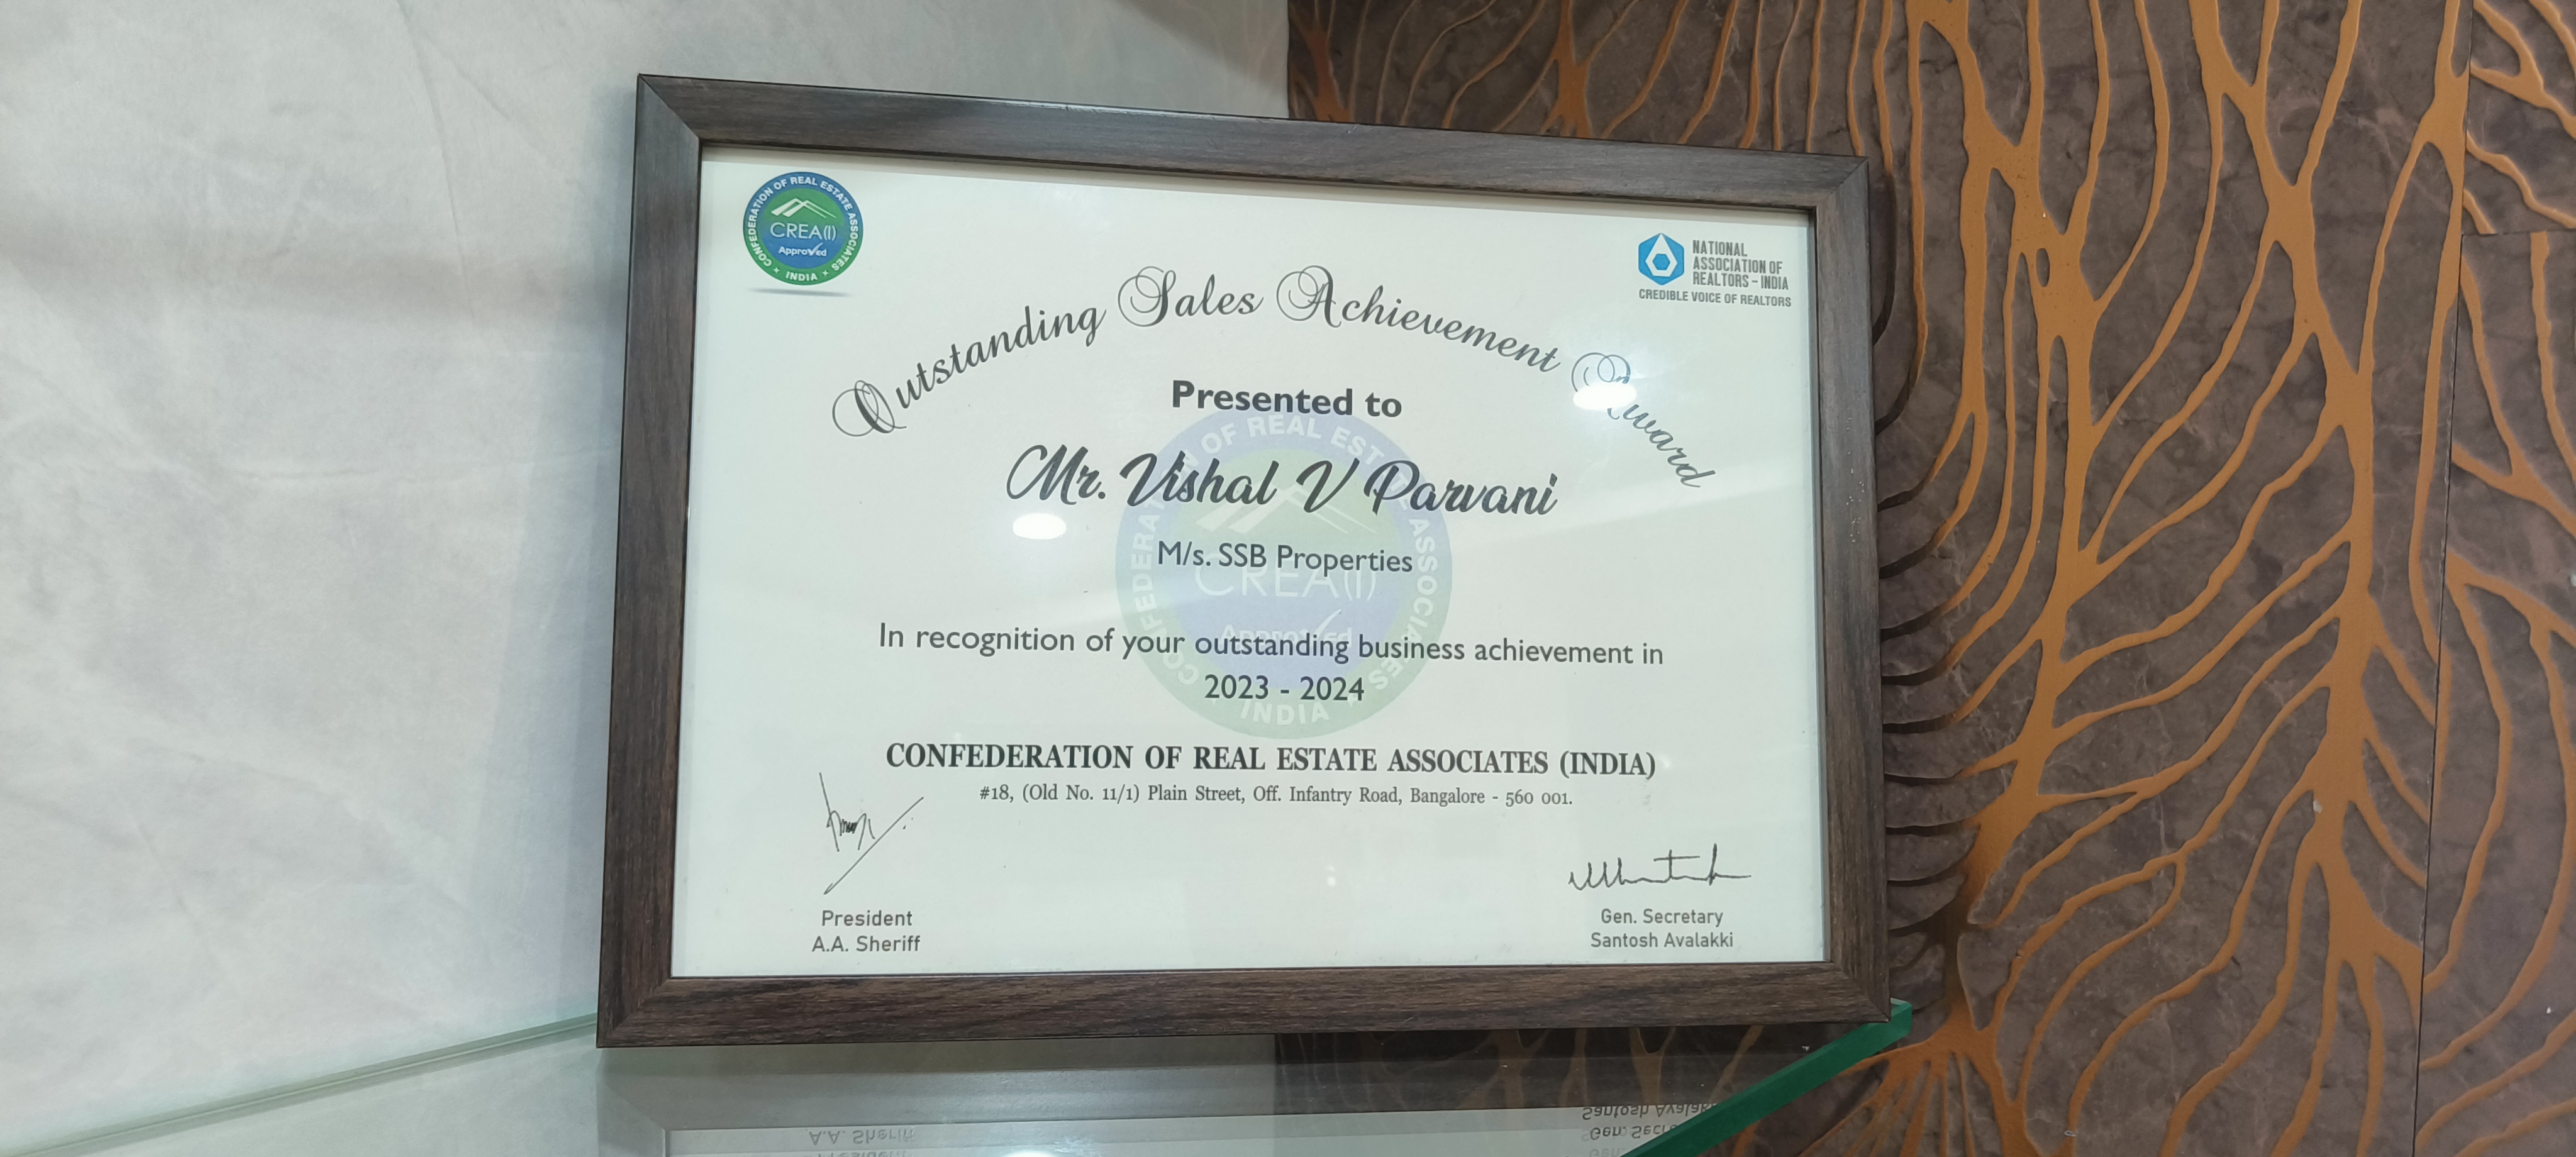 CONFEDERATION OF REAL ESTATE ASSOCIATES
CREA(I)
Approved
INDIA
NATIONAL
ASSOCIATION OF
REALTORS - INDIA
CREDIBLE VOICE OF REALTORS
Outstanding Sales Achievement Award
Presented to
Mr. Vishal V Parvani
M/s. SSB Properties
In recognition of your outstanding business achievement in
2023 - 2024
CONFEDERATION OF REAL ESTATE ASSOCIATES (INDIA)
#18, (Old No. 11/1) Plain Street, Off. Infantry Road, Bangalore - 560 001.
President
A.A. Sheriff
Gen. Secretary
Santosh Avalakki